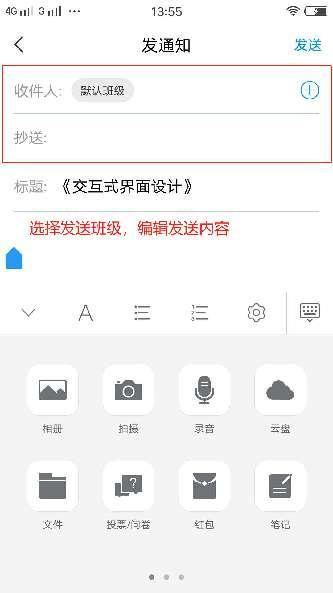 4G 3G 13:55
发通知 发送
收件人: 默认班级
抄送:
标题: 《交互式界面设计》
选择发送班级，编辑发送内容
A
相册 拍摄 录音 云盘
文件 投票/问卷 红包 笔记